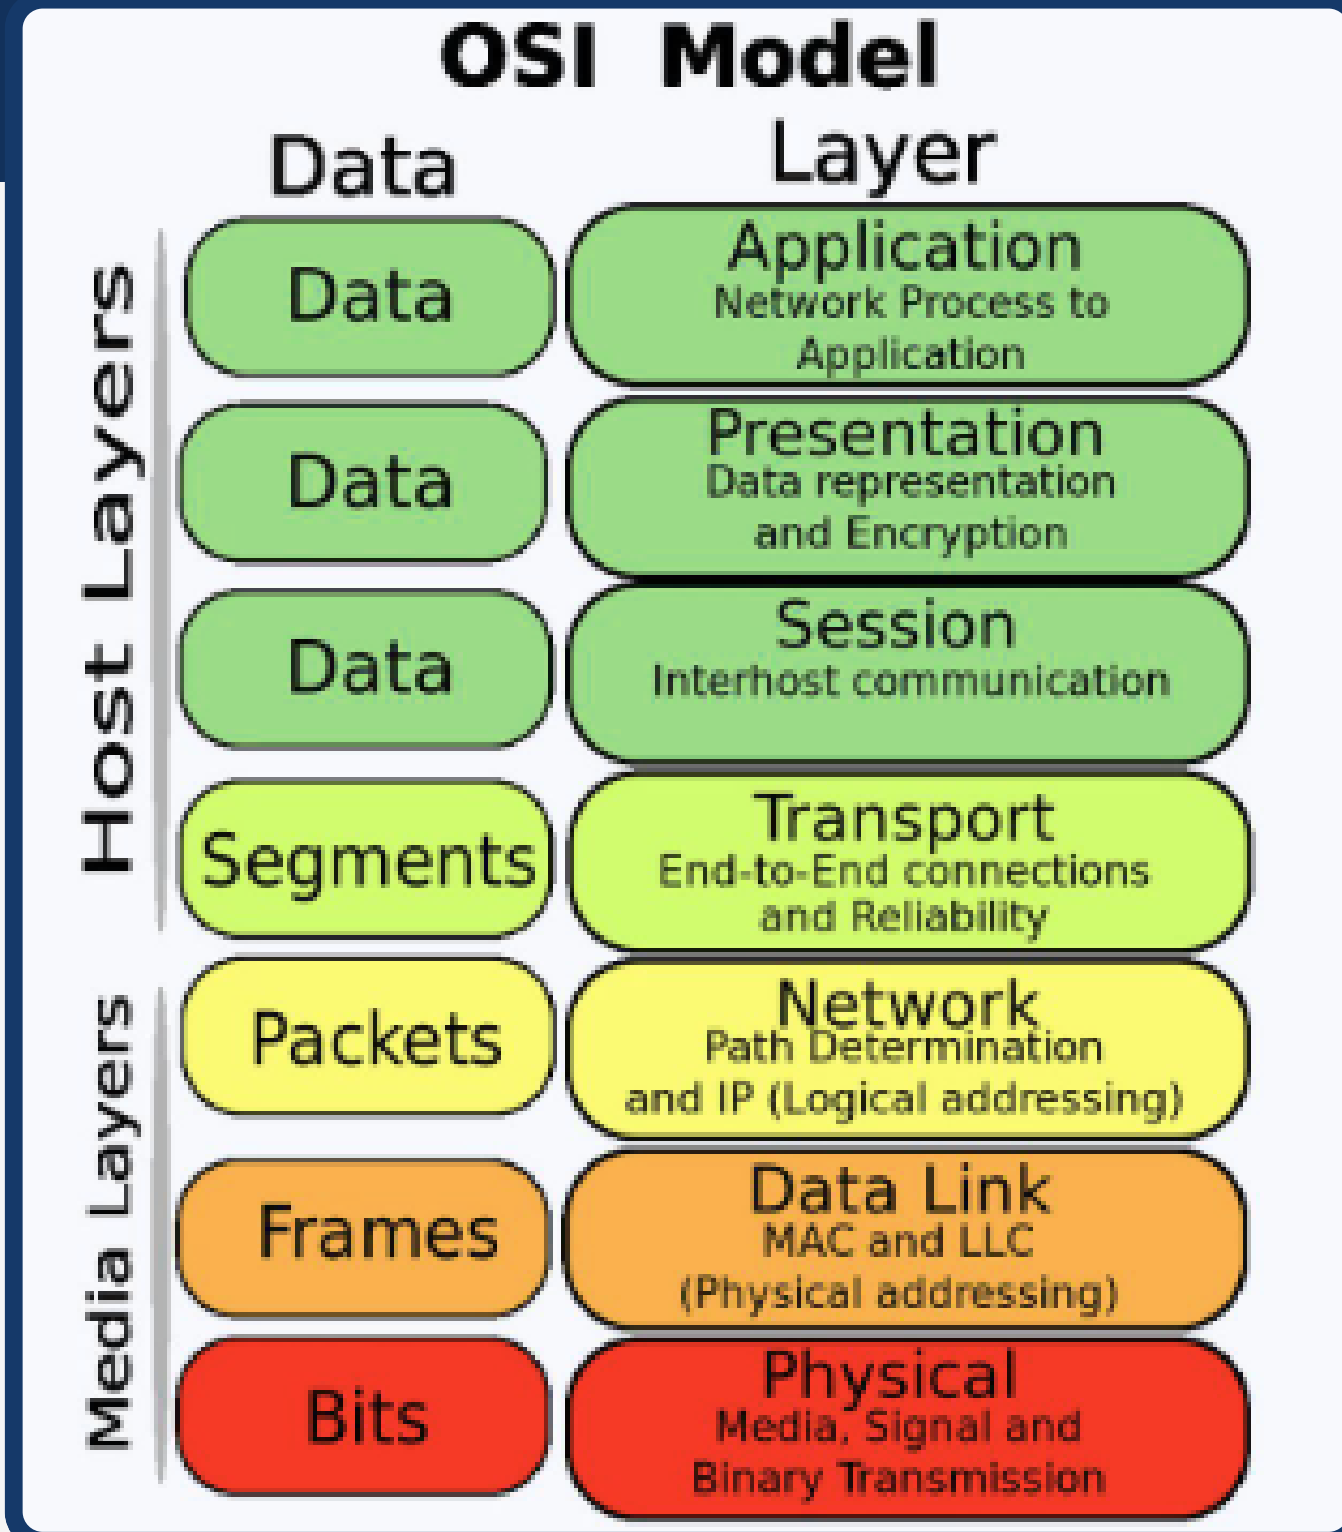 OSI Model
Data
Layer
Host Layers
Data
Application
Network Process to
Application
Data
Presentation
Data representation
and Encryption
Data
Session
Interhost communication
Segments
Transport
End-to-End connections
and Reliability
Media Layers
Packets
Network
Path Determination
and IP (Logical addressing)
Frames
Data Link
MAC and LLC
(Physical addressing)
Bits
Physical
Media, Signal and
Binary Transmission